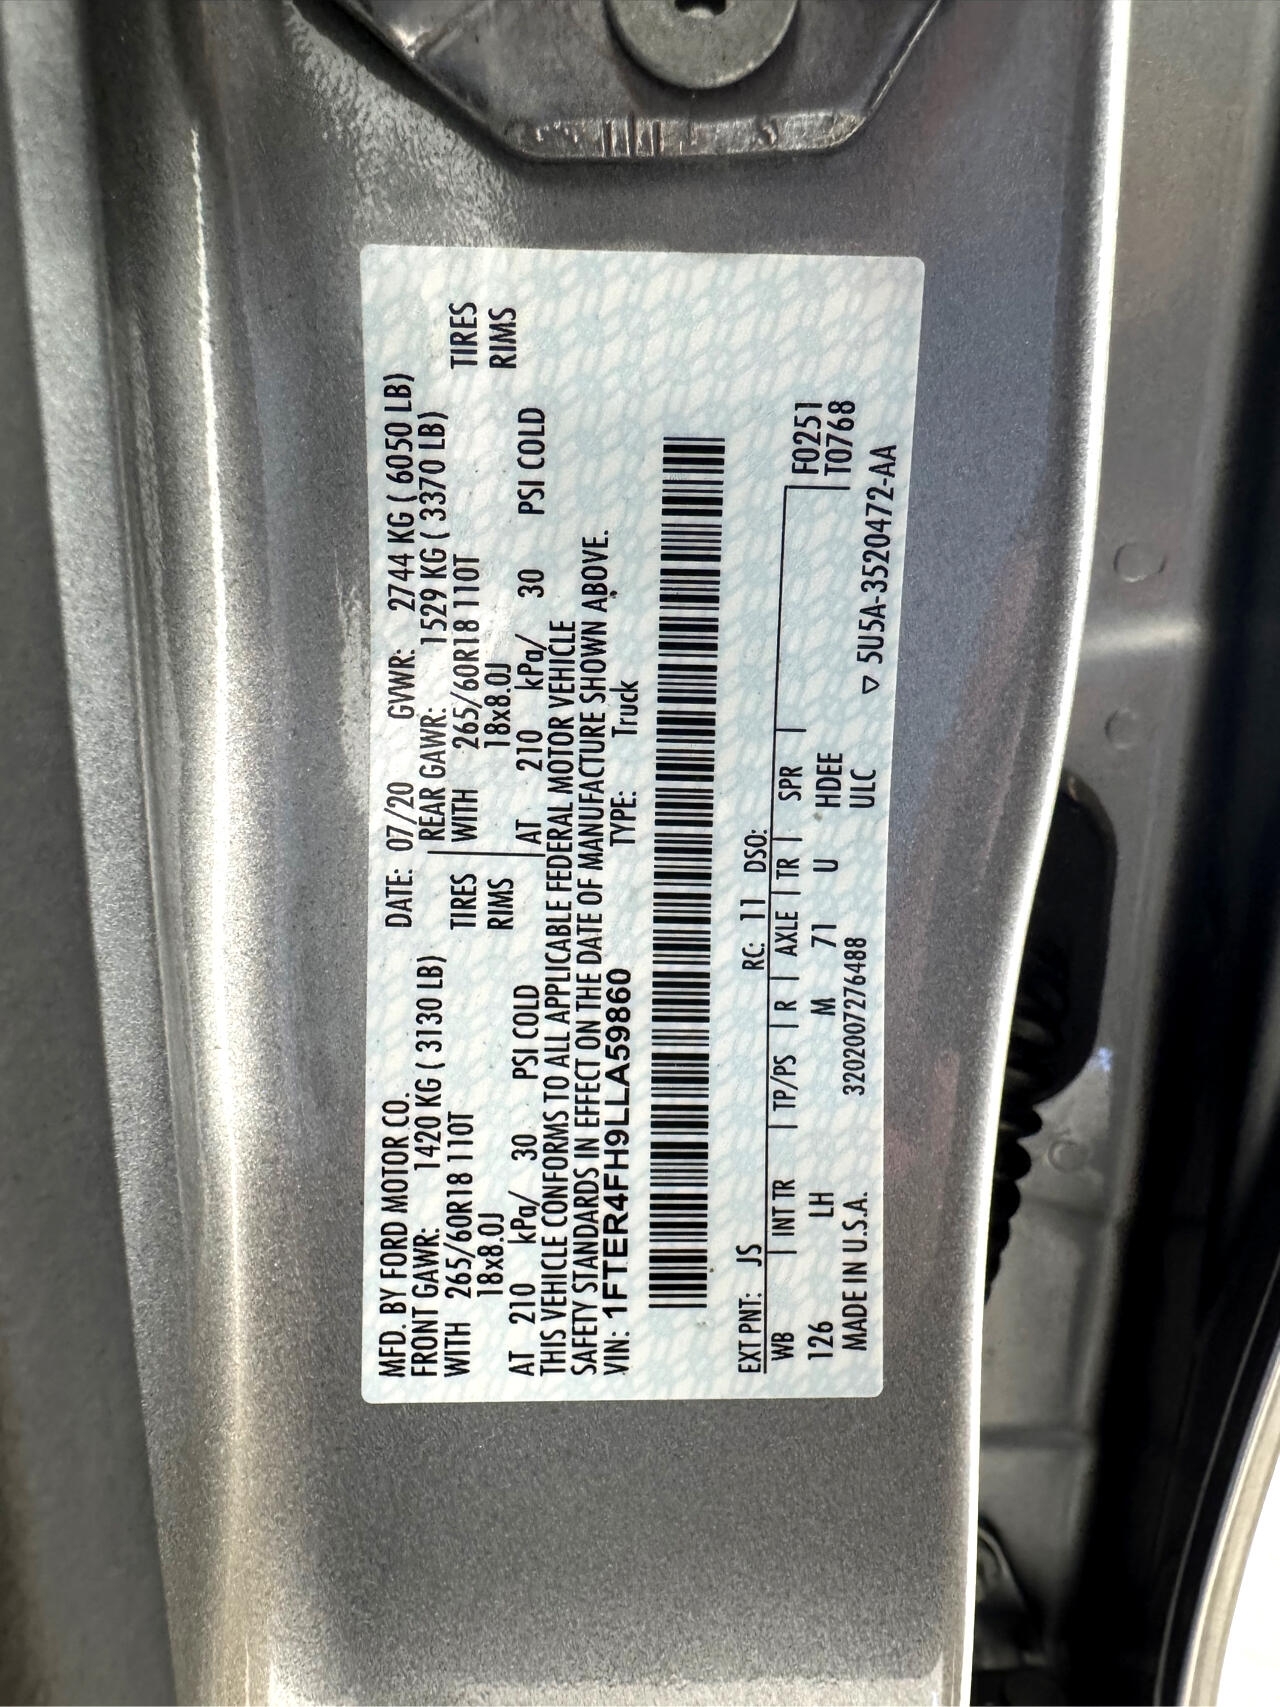 MFD. BY FORD MOTOR CO. DATE: 07/20 GVWR: 2744 KG ( 6050 LB)
FRONT GAWR: 1420 KG ( 3130 LB) REAR GAWR: 1529 KG ( 3370 LB)
WITH 265/60R18 110T TIRES WITH 265/60R18 110T TIRES
18x8.0J RIMS 18x8.0J RIMS
AT 210 kPa/ 30 PSI COLD AT 210 kPa/ 30 PSI COLD
THIS VEHICLE CONFORMS TO ALL APPLICABLE FEDERAL MOTOR VEHICLE
SAFETY STANDARDS IN EFFECT ON THE DATE OF MANUFACTURE SHOWN ABOVE.
VIN: 1FTER4FH9LLA59860 TYPE: Truck
EXT PNT: JS RC: 11 DSO:
WB INT TR TP/PS R AXLE TR SPR F0251
126 LH M 71 U HDEE T0768
MADE IN U.S.A. 3202007276488 ULC
▽ 5U5A-3520472-AA